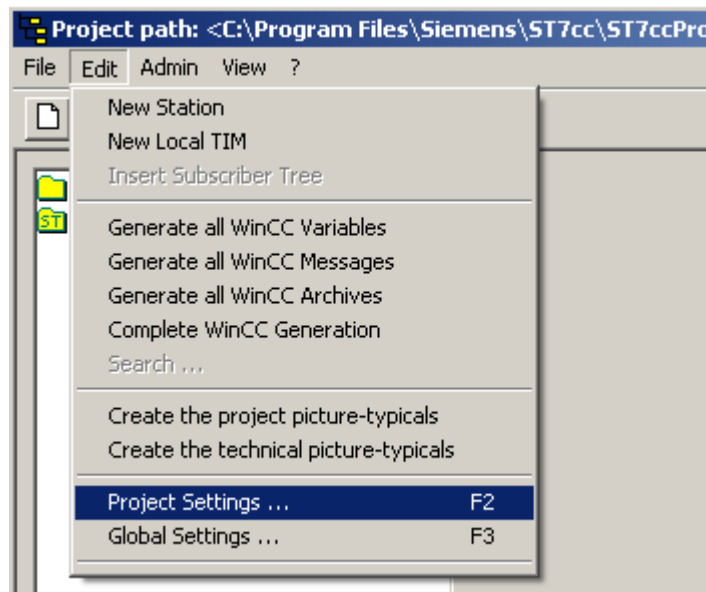 Project path: <C:\Program Files\Siemens\ST7cc\ST7ccPro
File Edit Admin View ?
New Station
New Local TIM
Insert Subscriber Tree
ST
Generate all WinCC Variables
Generate all WinCC Messages
Generate all WinCC Archives
Complete WinCC Generation
Search ...
Create the project picture-typicals
Create the technical picture-typicals
Project Settings ... F2
Global Settings ... F3